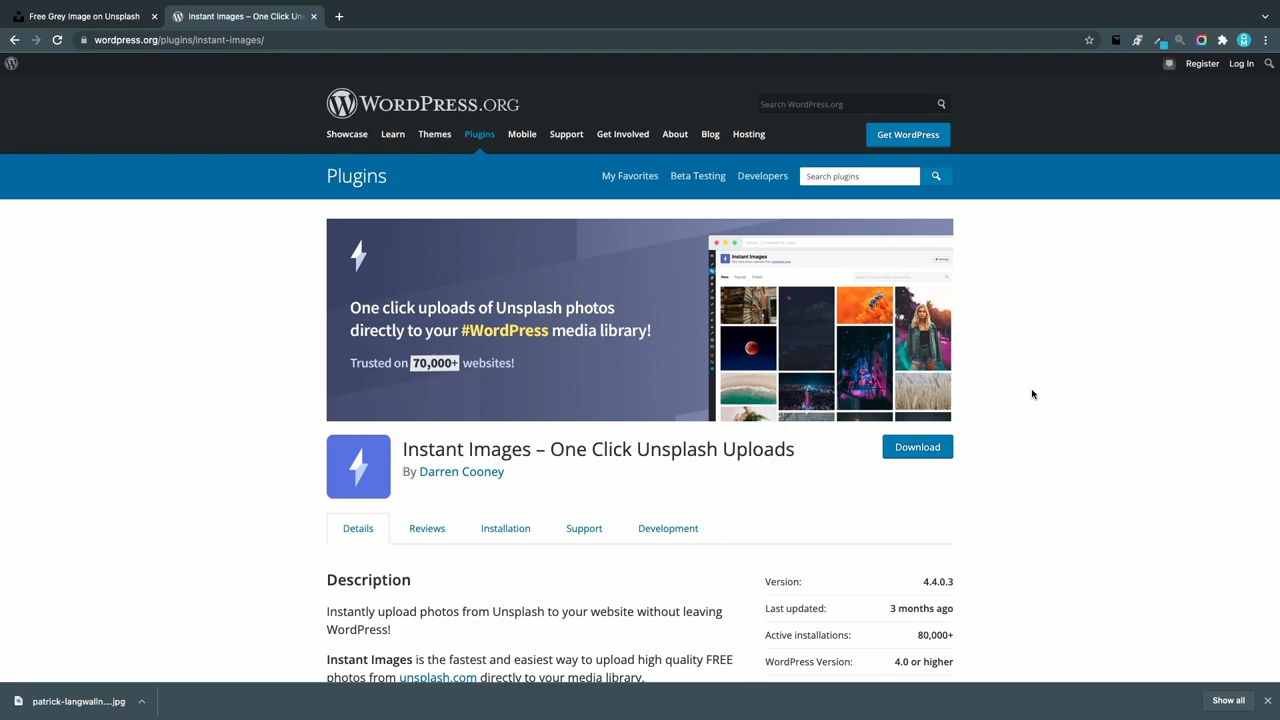 Free Grey Image on Unsplash
Instant Images – One Click Un
wordpress.org/plugins/instant-images/
Register
Log In
WORDPRESS.ORG
Search WordPress.org
Showcase
Learn
Themes
Plugins
Mobile
Support
Get Involved
About
Blog
Hosting
Get WordPress
Plugins
My Favorites
Beta Testing
Developers
Search plugins
One click uploads of Unsplash photos
directly to your #WordPress media library!
Trusted on 70,000+ websites!
Instant Images
Instant Images – One Click Unsplash Uploads
By Darren Cooney
Download
Details
Reviews
Installation
Support
Development
Description
Instantly upload photos from Unsplash to your website without leaving
WordPress!
Instant Images is the fastest and easiest way to upload high quality FREE
photos from unsplash.com directly to your media library.
Version: 4.4.0.3
Last updated: 3 months ago
Active installations: 80,000+
WordPress Version: 4.0 or higher
patrick-langwalln....jpg
Show all